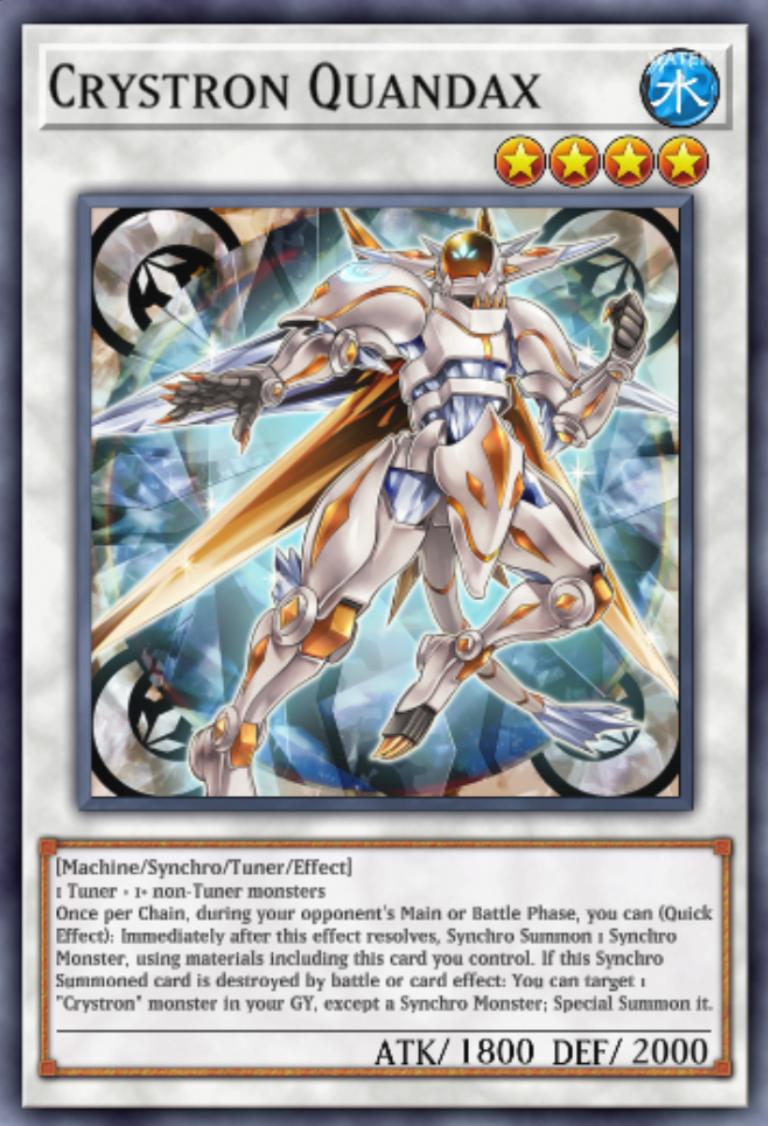 Crystron Quandax
WATER
水
[Machine/Synchro/Tuner/Effect]
1 Tuner + 1+ non-Tuner monsters
Once per Chain, during your opponent's Main or Battle Phase, you can (Quick
Effect): Immediately after this effect resolves, Synchro Summon 1 Synchro
Monster, using materials including this card you control. If this Synchro
Summoned card is destroyed by battle or card effect: You can target 1
"Crystron" monster in your GY, except a Synchro Monster; Special Summon it.
ATK/ 1800 DEF/ 2000